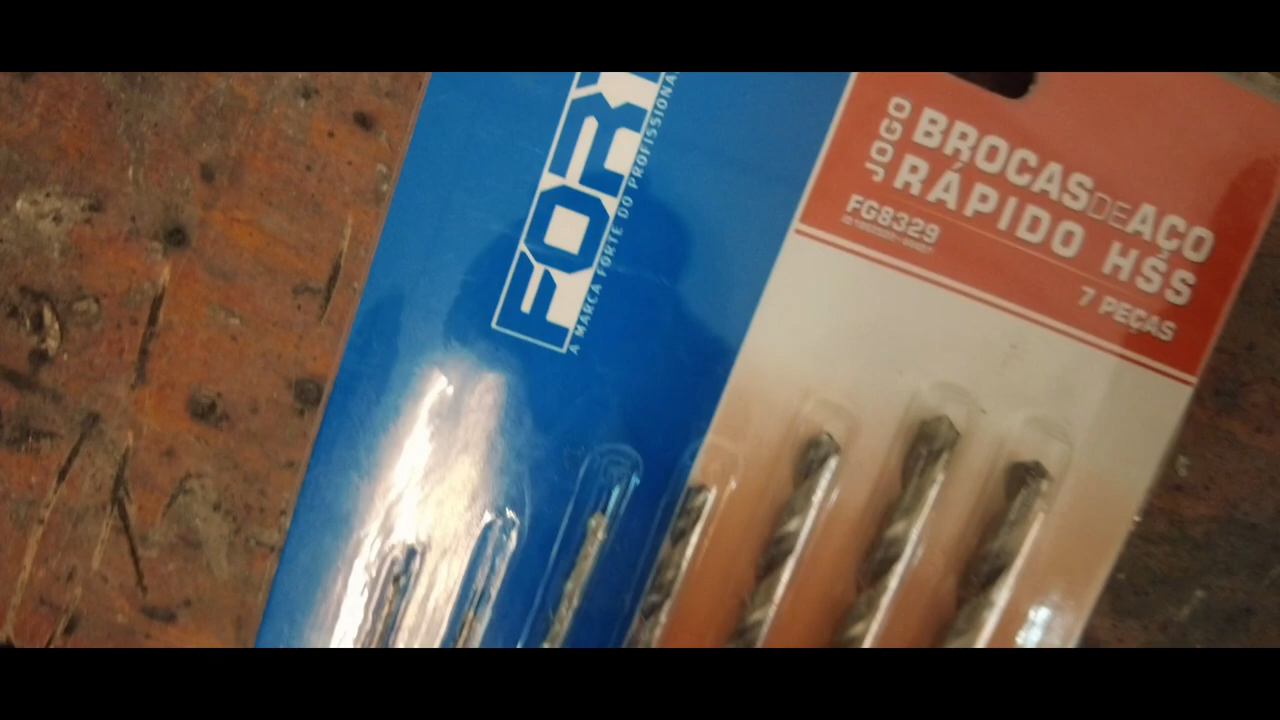 FORT
A MARCA FORTE DO PROFISSIONAL
JOGO
BROCAS DE AÇO
RÁPIDO HSS
FG8329
7 PEÇAS